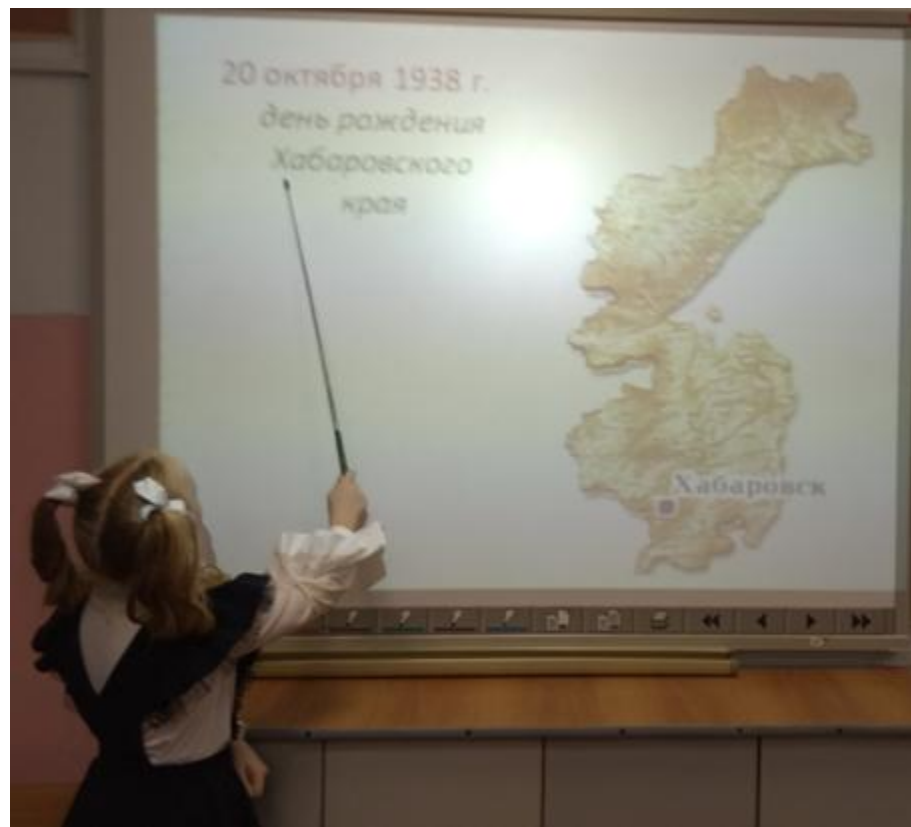 20 октября 1938 г.
день рождения
Хабаровского
края
Хабаровск